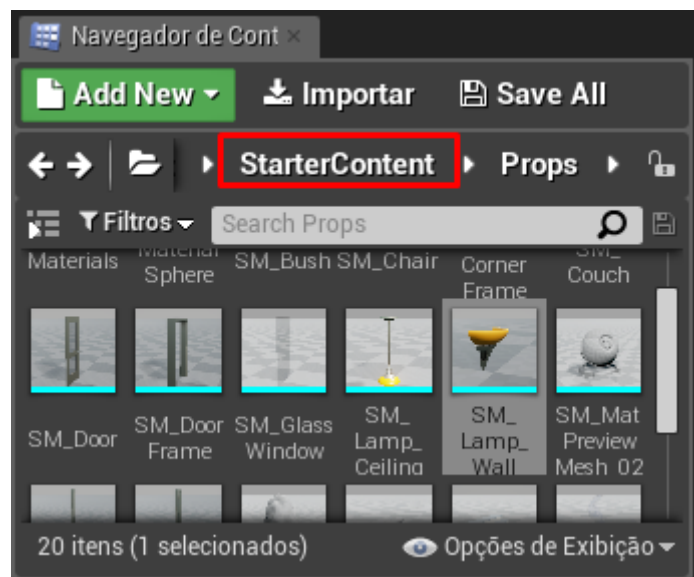 Navegador de Cont
Add New Importar Save All
StarterContent Props
Filtros Search Props
Materials Material Sphere SM_Bush SM_Chair Corner Frame SM_ Couch
SM_Door SM_Door Frame SM_Glass Window SM_ Lamp_ Ceiling SM_ Lamp_ Wall SM_Mat Preview Mesh_02
20 itens (1 selecionados) Opções de Exibição